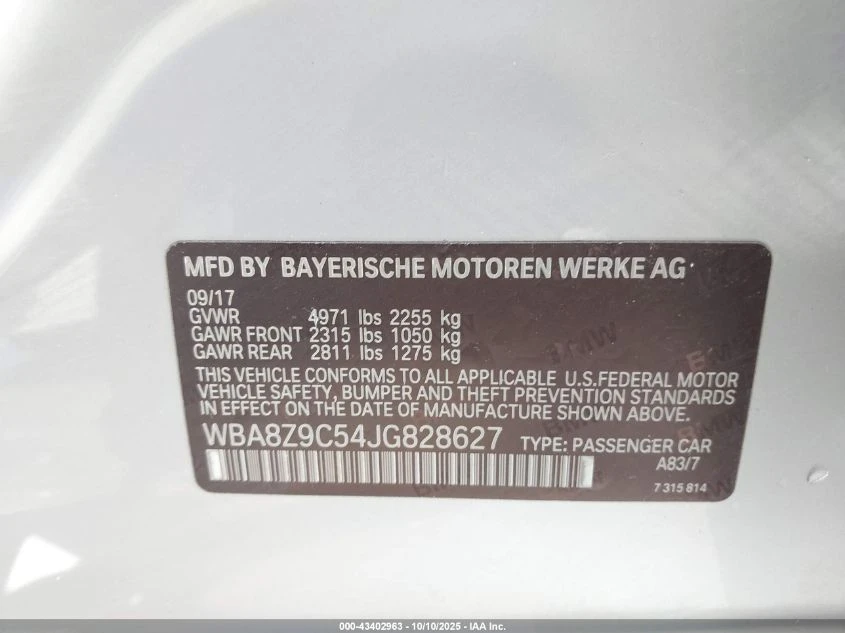 MFD BY BAYERISCHE MOTOREN WERKE AG
09/17
GVWR 4971 lbs 2255 kg
GAWR FRONT 2315 lbs 1050 kg
GAWR REAR 2811 lbs 1275 kg
THIS VEHICLE CONFORMS TO ALL APPLICABLE U.S.FEDERAL MOTOR
VEHICLE SAFETY, BUMPER AND THEFT PREVENTION STANDARDS
IN EFFECT ON THE DATE OF MANUFACTURE SHOWN ABOVE.
WBA8Z9C54JG828627 TYPE: PASSENGER CAR
A83/7
7 315 814
000-43402963 - 10/10/2025 - IAA Inc.